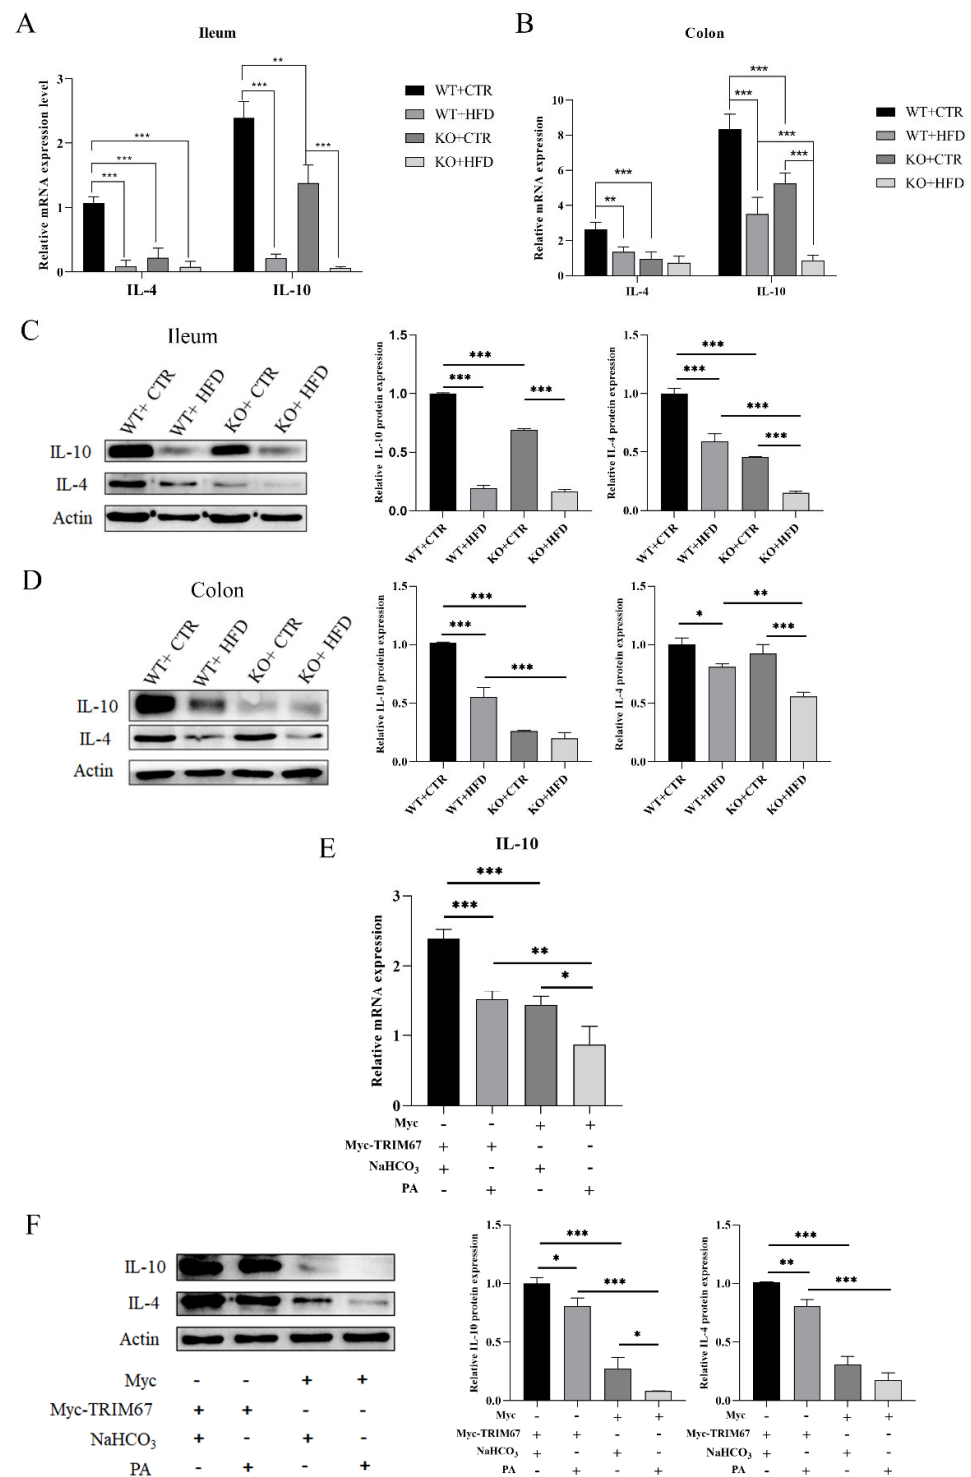 A
Ileum
Relative mRNA expression level
3
2
1
0
**
***
***
***
***
***
IL-4
IL-10
WT+CTR
WT+HFD
KO+CTR
KO+HFD
B
Colon
Relative mRNA expression
10
8
6
4
2
0
***
***
***
***
***
**
IL-4
IL-10
WT+CTR
WT+HFD
KO+CTR
KO+HFD
C
Ileum
WT+ CTR
WT+ HFD
KO+ CTR
KO+ HFD
IL-10
IL-4
Actin
Relative IL-10 protein expression
1.5
1.0
0.5
0.0
***
***
***
WT+CTR
WT+HFD
KO+CTR
KO+HFD
Relative IL-4 protein expression
1.5
1.0
0.5
0.0
***
***
***
***
WT+CTR
WT+HFD
KO+CTR
KO+HFD
D
Colon
WT+ CTR
WT+ HFD
KO+ CTR
KO+ HFD
IL-10
IL-4
Actin
Relative IL-10 protein expression
1.5
1.0
0.5
0.0
***
***
***
WT+CTR
WT+HFD
KO+CTR
KO+HFD
Relative IL-4 protein expression
1.5
1.0
0.5
0.0
**
*
***
WT+CTR
WT+HFD
KO+CTR
KO+HFD
E
IL-10
Relative mRNA expression
3
2
1
0
***
***
**
*
Myc - - + +
Myc-TRIM67 + + - -
NaHCO3 + - + -
PA - + - +
F
IL-10
IL-4
Actin
Myc - - + +
Myc-TRIM67 + + - -
NaHCO3 + - + -
PA - + - +
Relative IL-10 protein expression
1.5
1.0
0.5
0.0
***
*
***
*
Myc - - + +
Myc-TRIM67 + + - -
NaHCO3 + - + -
PA - + - +
Relative IL-4 protein expression
1.5
1.0
0.5
0.0
***
**
***
Myc - - + +
Myc-TRIM67 + + - -
NaHCO3 + - + -
PA - + - +